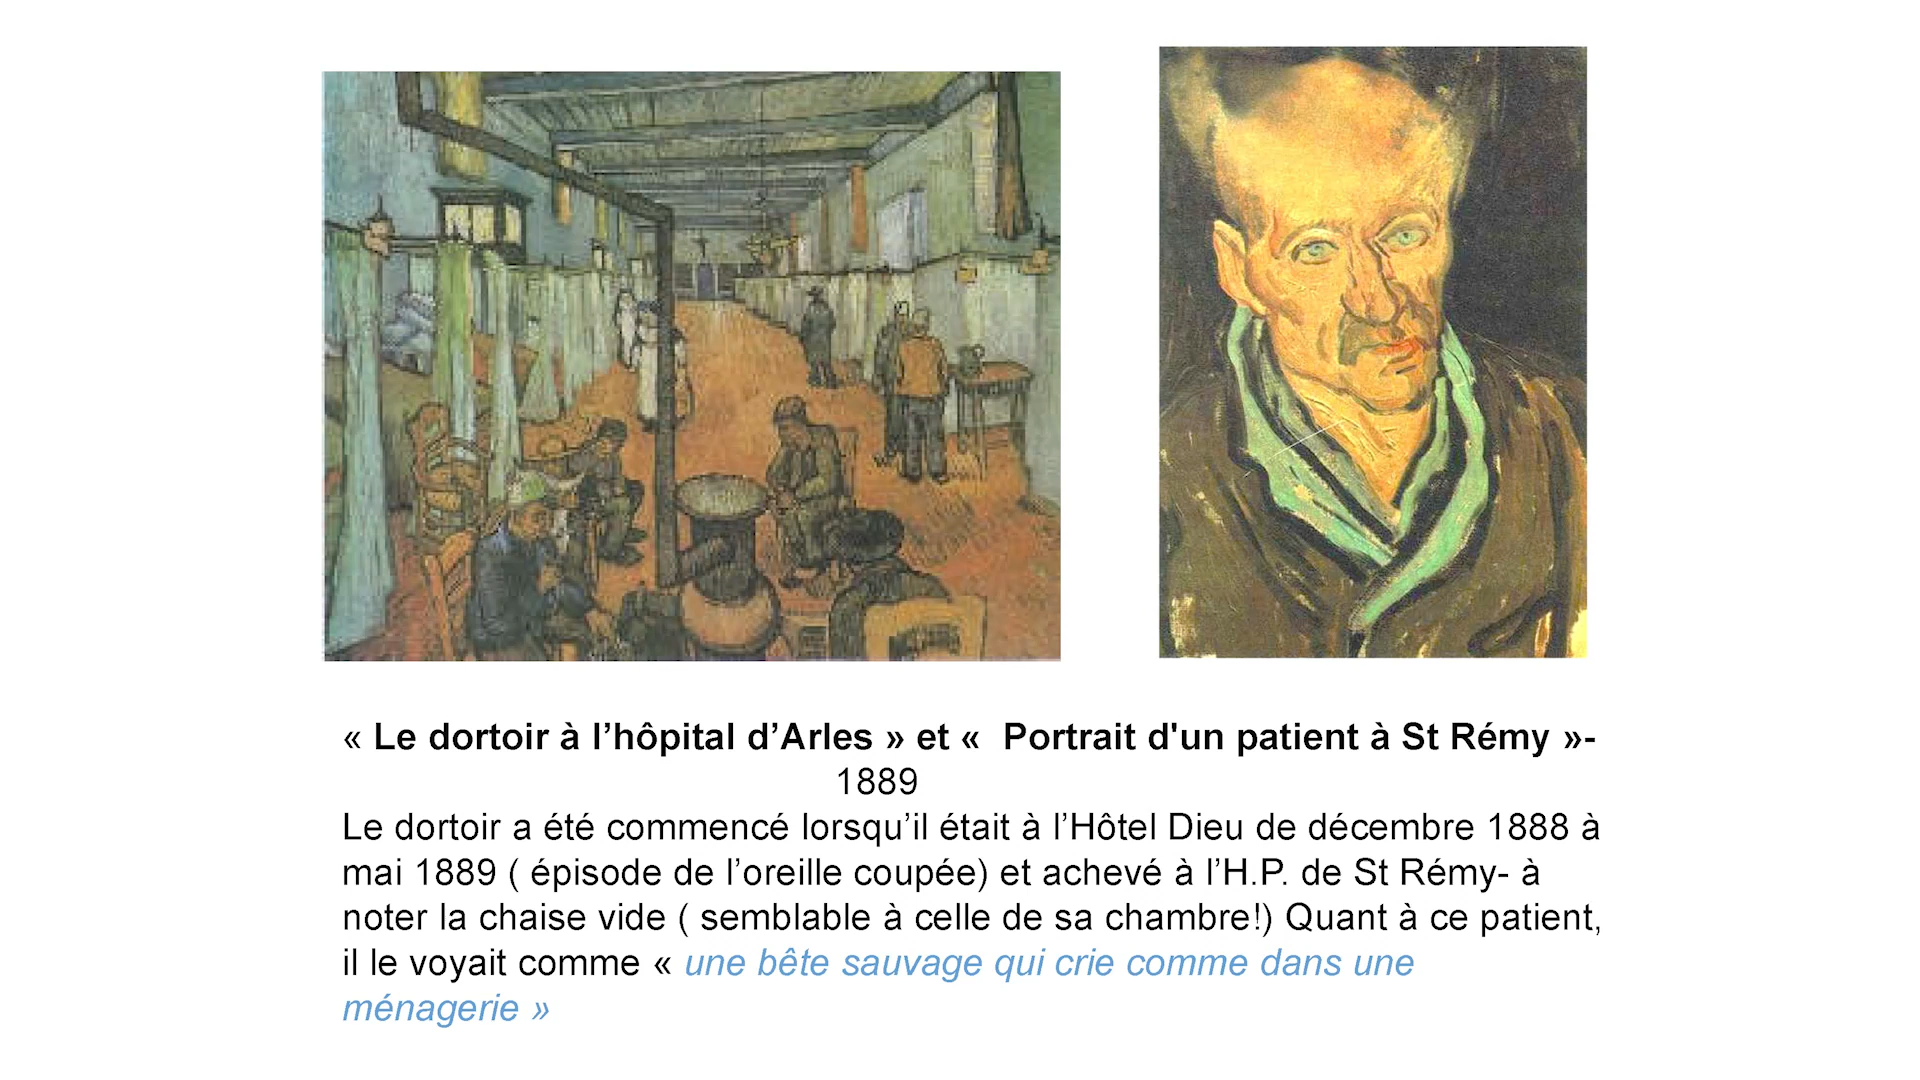 « Le dortoir à l’hôpital d’Arles » et «  Portrait d'un patient à St Rémy »-
1889
Le dortoir a été commencé lorsqu’il était à l’Hôtel Dieu de décembre 1888 à
mai 1889 ( épisode de l’oreille coupée) et achevé à l’H.P. de St Rémy- à
noter la chaise vide ( semblable à celle de sa chambre!) Quant à ce patient,
il le voyait comme « une bête sauvage qui crie comme dans une
ménagerie »